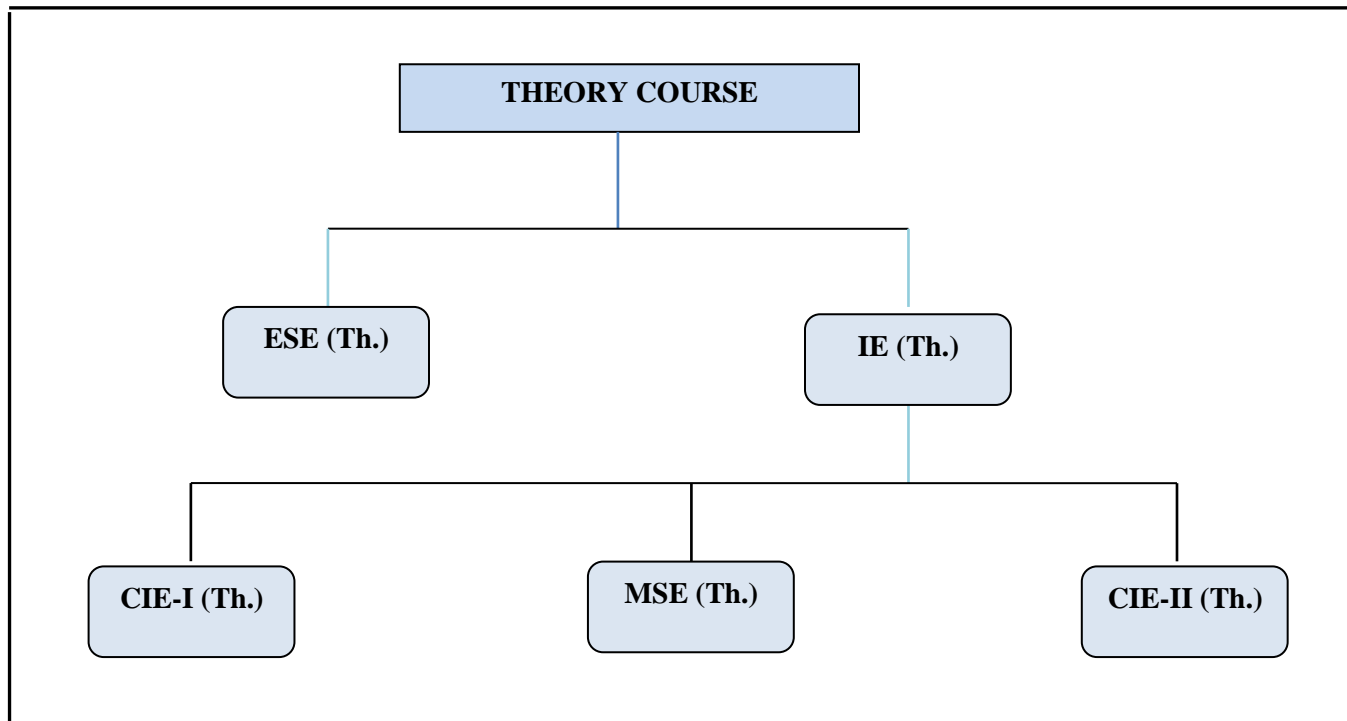 THEORY COURSE
ESE (Th.)
IE (Th.)
CIE-I (Th.)
MSE (Th.)
CIE-II (Th.)